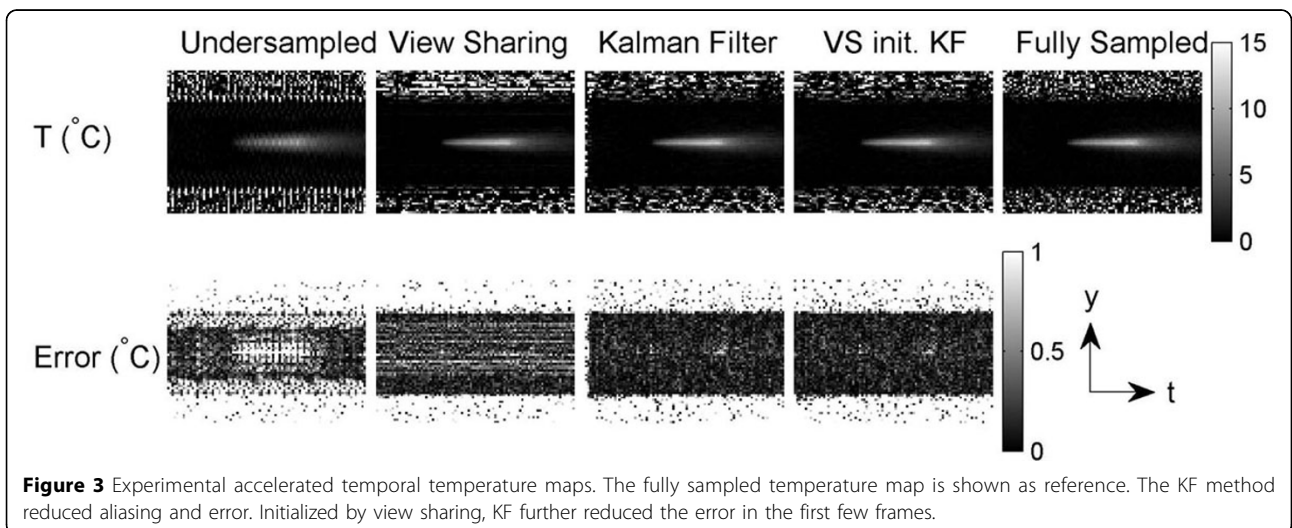 Undersampled View Sharing Kalman Filter VS init. KF Fully Sampled
15
10
T (°C)
5
0
1
y
0.5
Error (°C)
t
0
Figure 3 Experimental accelerated temporal temperature maps. The fully sampled temperature map is shown as reference. The KF method
reduced aliasing and error. Initialized by view sharing, KF further reduced the error in the first few frames.